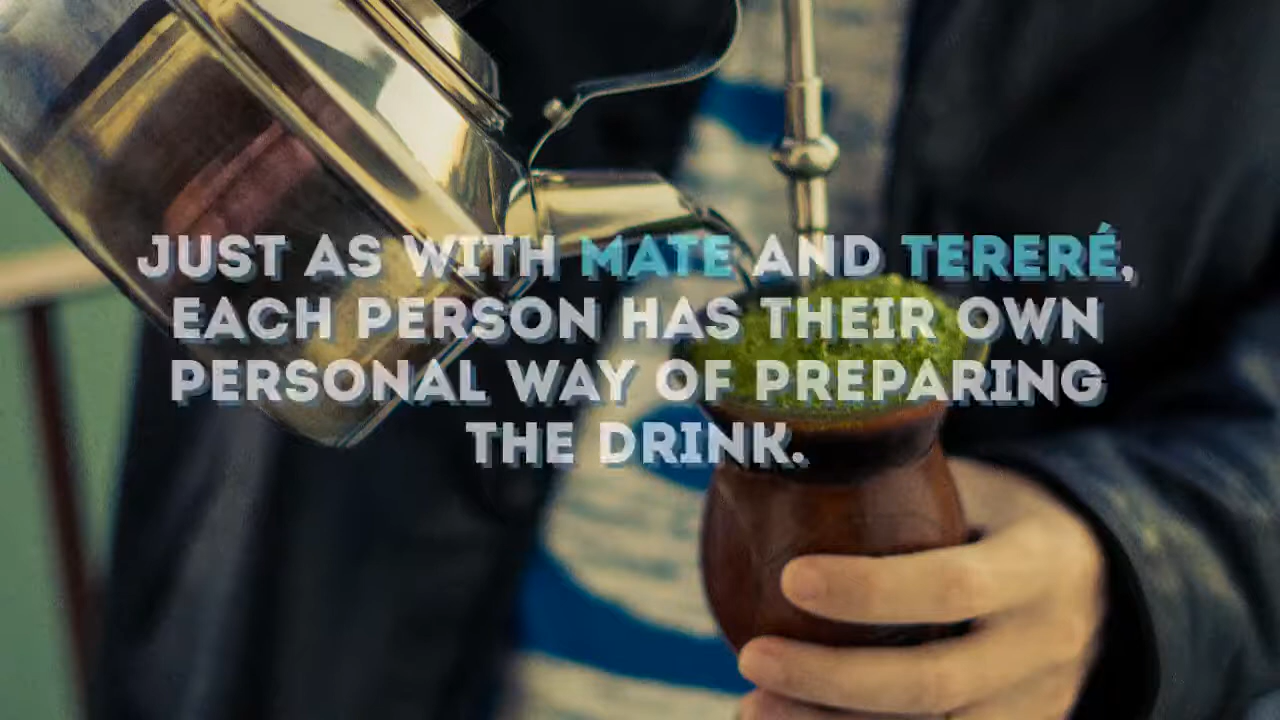 JUST AS WITH MATE AND TERERÉ,
EACH PERSON HAS THEIR OWN
PERSONAL WAY OF PREPARING
THE DRINK.